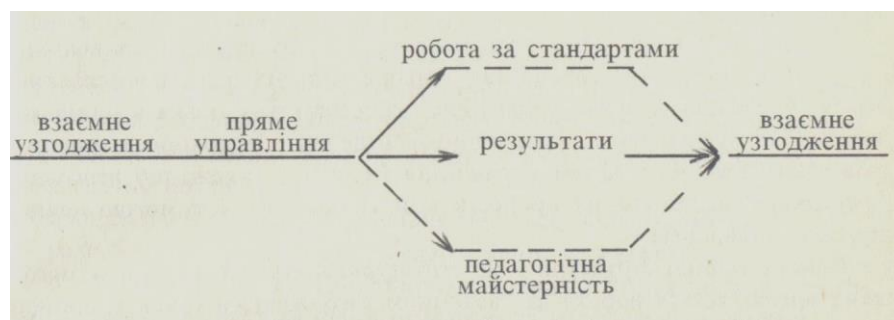 робота за стандартами
взаємне
узгодження
пряме
управління
результати
взаємне
узгодження
педагогічна
майстерність